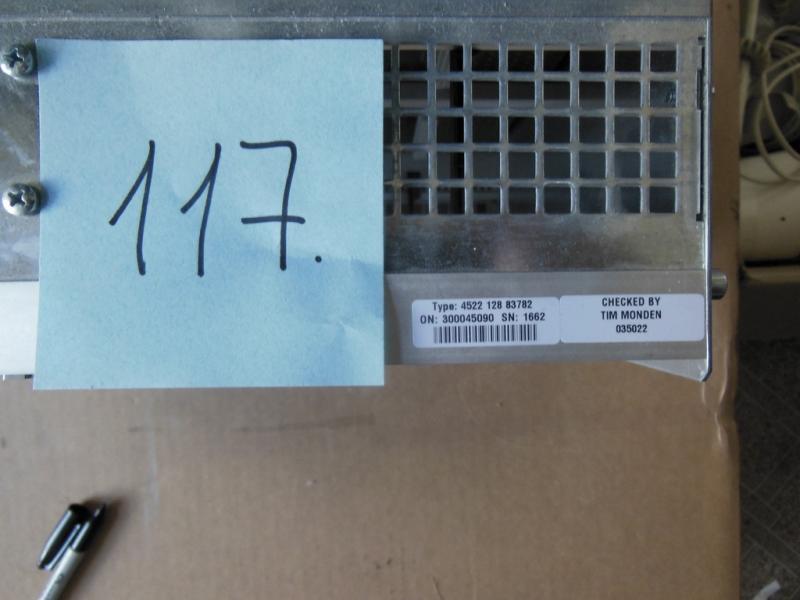 117.
Type: 4522 128 83782
ON: 300045090 SN: 1662
CHECKED BY
TIM MONDEN
035022